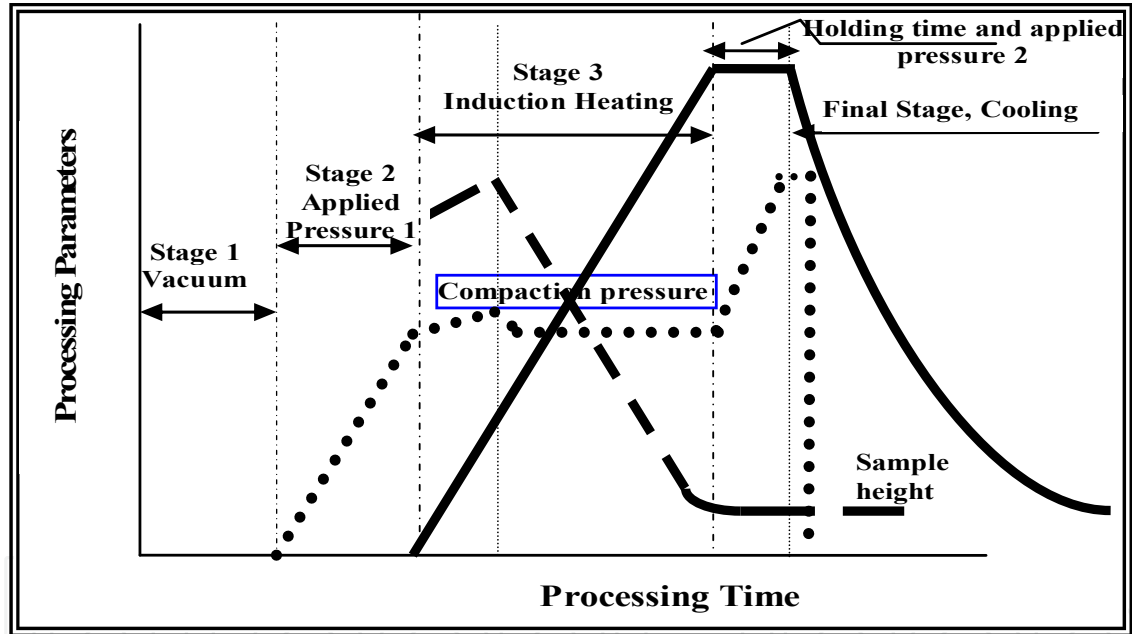 Holding time and applied
pressure 2
Stage 3
Induction Heating
Final Stage, Cooling
Stage 2
Applied
Pressure 1
Stage 1
Vacuum
Compaction pressure
Sample
height
Processing Parameters
Processing Time